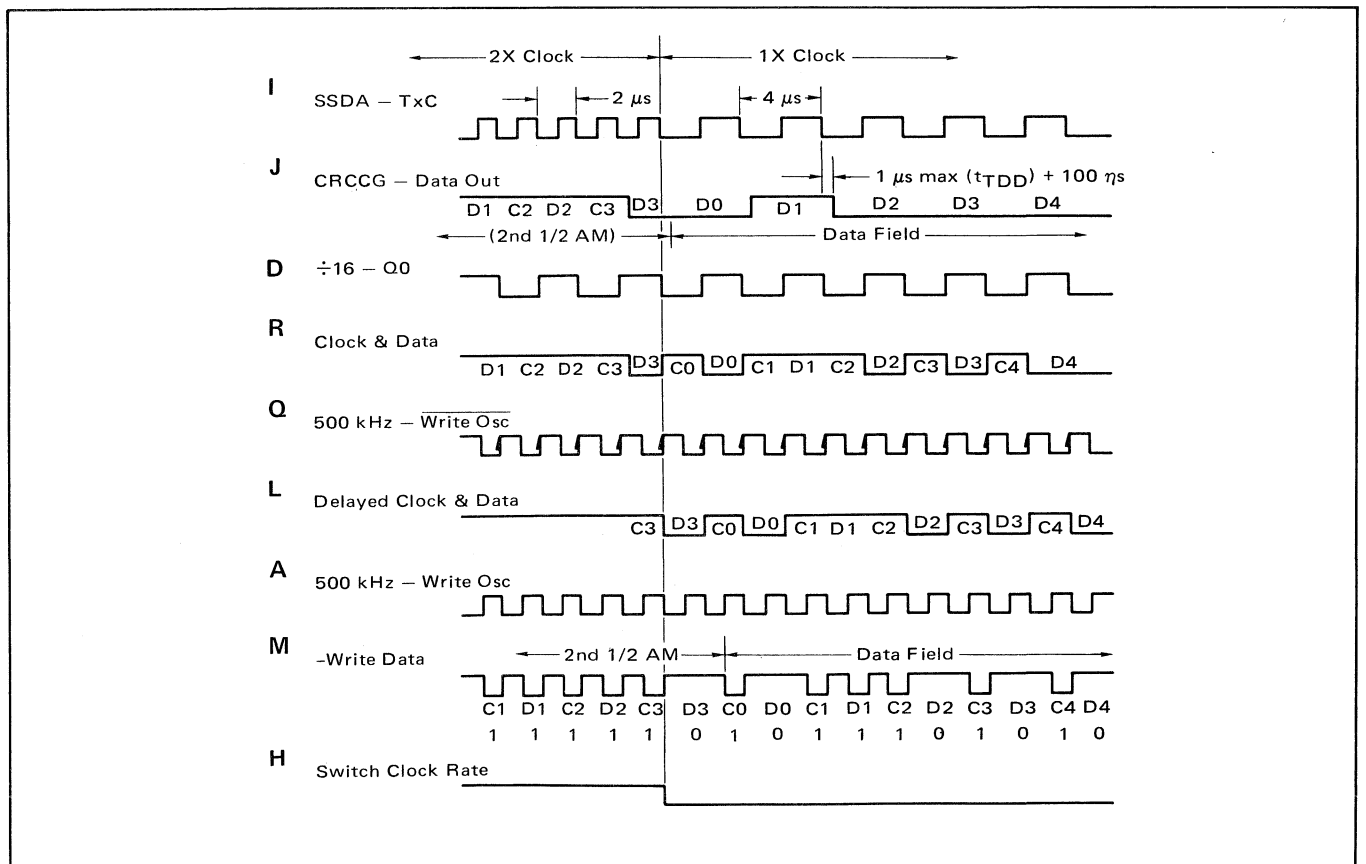 2X Clock 1X Clock
I SSDA – TxC 2 μs 4 μs
J CRCCG – Data Out 1 μs max (tTDD) + 100 ηs
D1 C2 D2 C3 D3 D0 D1 D2 D3 D4
(2nd 1/2 AM) Data Field
D ÷16 – Q0
R Clock & Data
D1 C2 D2 C3 D3 C0 D0 C1 D1 C2 D2 C3 D3 C4 D4
Q 500 kHz – Write Osc
L Delayed Clock & Data
C3 D3 C0 D0 C1 D1 C2 D2 C3 D3 C4 D4
A 500 kHz – Write Osc
M -Write Data 2nd 1/2 AM Data Field
C1 D1 C2 D2 C3 D3 C0 D0 C1 D1 C2 D2 C3 D3 C4 D4
1 1 1 1 1 0 1 0 1 1 1 0 1 0 1 0
H Switch Clock Rate